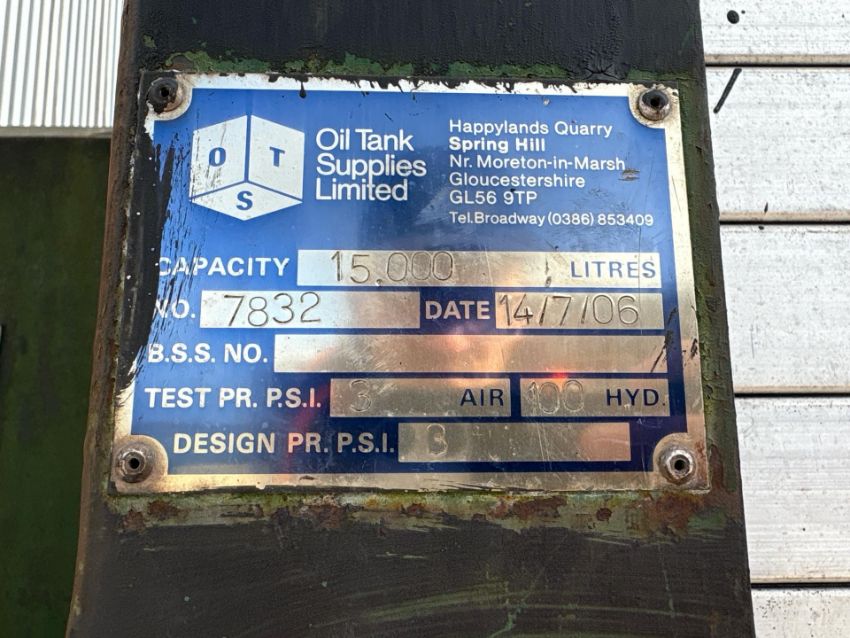 O T S
Oil Tank
Supplies
Limited
Happylands Quarry
Spring Hill
Nr. Moreton-in-Marsh
Gloucestershire
GL56 9TP
Tel.Broadway (0386) 853409
CAPACITY 15,000 LITRES
NO. 7832 DATE 14/7/06
B.S.S. NO.
TEST PR. P.S.I. 3 AIR 100 HYD.
DESIGN PR. P.S.I. 3